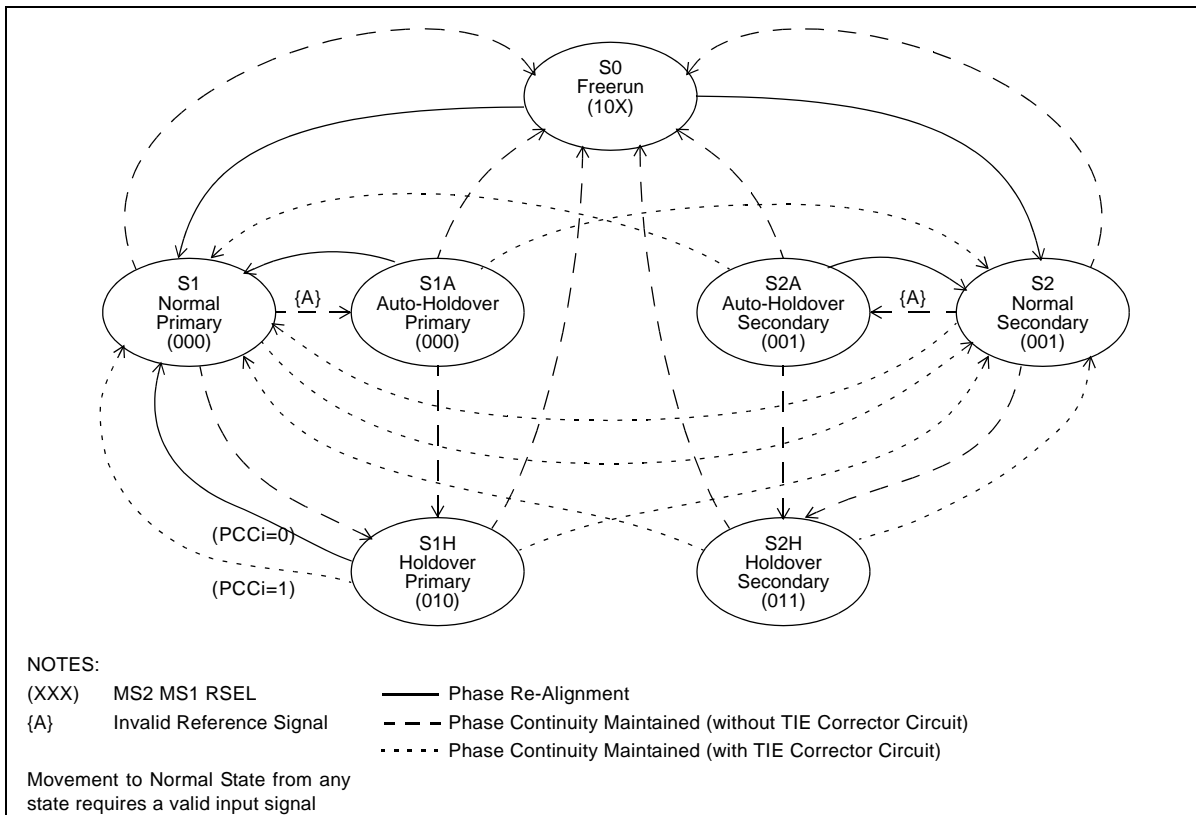 S0
Freerun
(10X)
S1
Normal
Primary
(000)
{A}
S1A
Auto-Holdover
Primary
(000)
S2A
Auto-Holdover
Secondary
(001)
{A}
S2
Normal
Secondary
(001)
(PCCi=0)
(PCCi=1)
S1H
Holdover
Primary
(010)
S2H
Holdover
Secondary
(011)
NOTES:
(XXX) MS2 MS1 RSEL
Phase Re-Alignment
{A} Invalid Reference Signal
Phase Continuity Maintained (without TIE Corrector Circuit)
Phase Continuity Maintained (with TIE Corrector Circuit)
Movement to Normal State from any
state requires a valid input signal